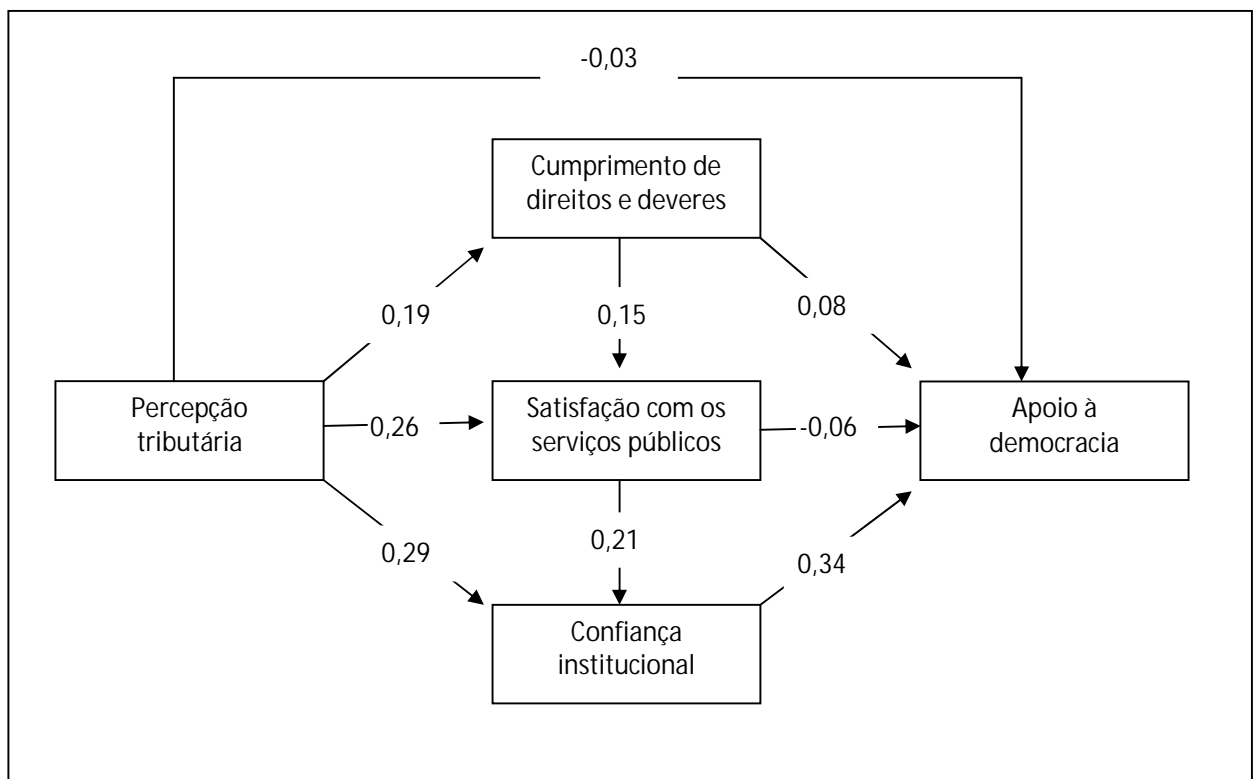 -0,03
Cumprimento de
direitos e deveres
0,19
0,15
0,08
Percepção
tributária
0,26
Satisfação com os
serviços públicos
-0,06
Apoio à
democracia
0,29
0,21
0,34
Confiança
institucional